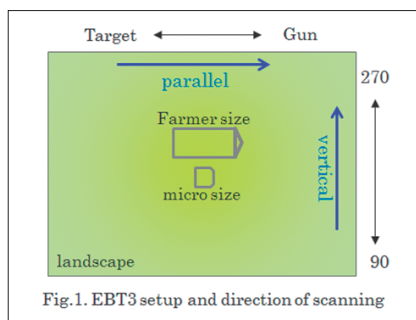 Target Gun
parallel
270
Farmer size
vertical
micro size
landscape
90
Fig.1. EBT3 setup and direction of scanning